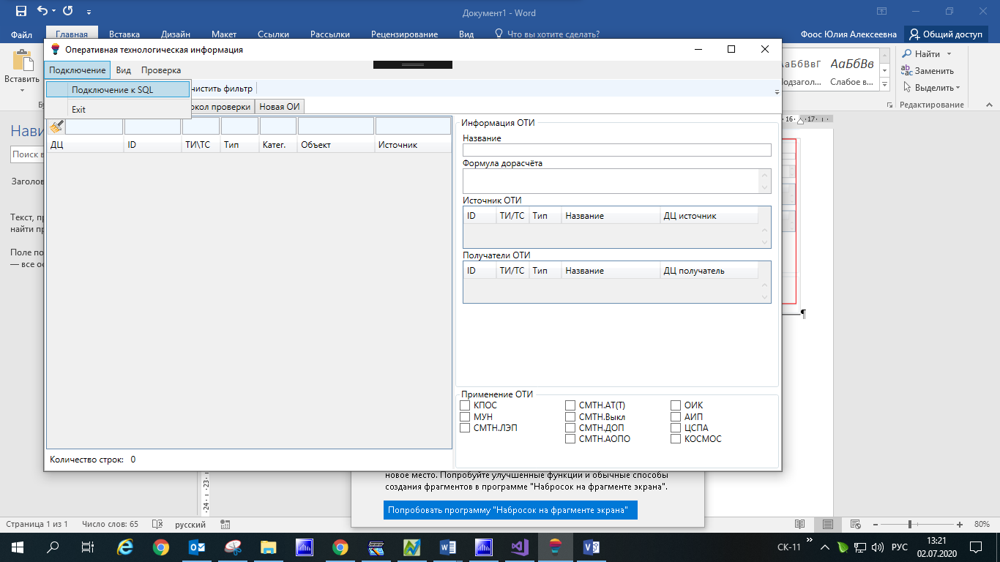 Документ1 - Word
Файл Главная Вставка Дизайн Макет Ссылки Рассылки Рецензирование Вид Что вы хотите сделать? Фоос Юлия Алексеевна Общий доступ
Вставить
АаБбВв
Слабое в...
Найти
Заменить
Выделить
Редактирование
Оперативная технологическая информация
Подключение Вид Проверка
Подключение к SQL
Exit
чистить фильтр
окол проверки Новая ОИ
ДЦ ID ТИ\ТС Тип Катег. Объект Источник
Количество строк: 0
Информация ОТИ
Название
Формула дорасчёта
Источник ОТИ
ID ТИ/ТС Тип Название ДЦ источник
Получатели ОТИ
ID ТИ/ТС Тип Название ДЦ получатель
Применение ОТИ
КПОС СМТН.АТ(Т) ОИК
МУН СМТН.Выкл АИП
СМТН.ЛЭП СМТН.ДОП ЦСПА
СМТН.АОПО КОСМОС
Нави
Поиск в
Заголов
Текст, п
найти п
Поле по
— все ос
16 17
¶
23
24
новое место. Попробуйте улучшенные функции и обычные способы
создания фрагментов в программе "Набросок на фрагменте экрана".
Попробовать программу "Набросок на фрагменте экрана"
Страница 1 из 1 Число слов: 65 русский 80%
СК-11 РУС 13:21
02.07.2020